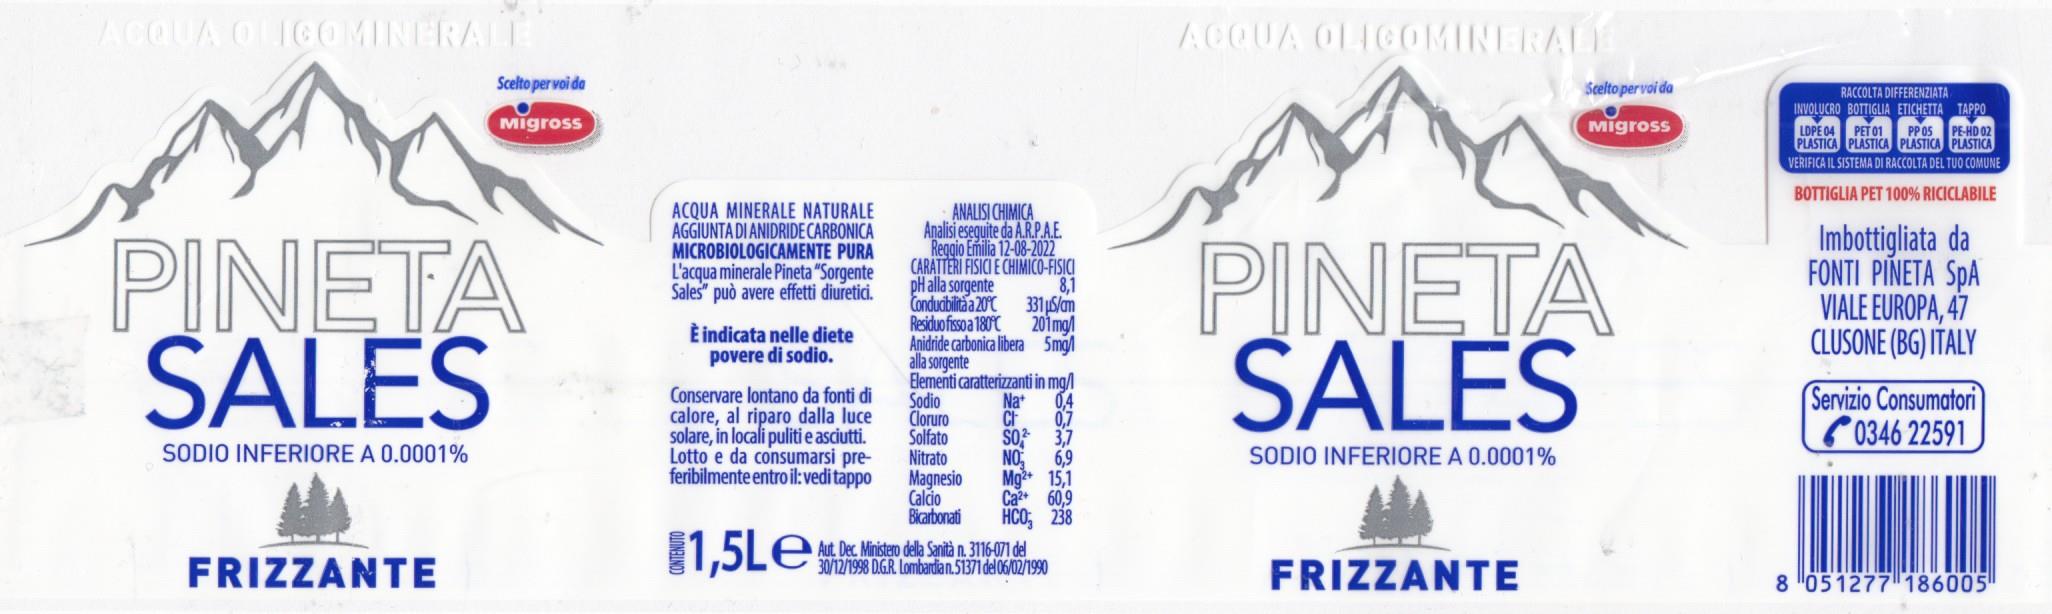 ACQUA OLIGOMINERALE
Scelto per voi da
Migross
PINETA
SALES
SODIO INFERIORE A 0.0001%
FRIZZANTE
ACQUA MINERALE NATURALE
AGGIUNTA DI ANIDRIDE CARBONICA
MICROBIOLOGICAMENTE PURA
L'acqua minerale Pineta "Sorgente
Sales" può avere effetti diuretici.
È indicata nelle diete
povere di sodio.
Conservare lontano da fonti di
calore, al riparo dalla luce
solare, in locali puliti e asciutti.
Lotto e da consumarsi pre-
feribilmente entro il: vedi tappo
ANALISI CHIMICA
Analisi eseguite da A.R.P.A.E.
Reggio Emilia 12-08-2022
CARATTERI FISICI E CHIMICO-FISICI
pH alla sorgente 8,1
Conducibilità a 20°C 331 µS/cm
Residuo fisso a 180°C 201 mg/l
Anidride carbonica libera 5 mg/l
alla sorgente
Elementi caratterizzanti in mg/l
Sodio Na⁺ 0,4
Cloruro Cl⁻ 0,7
Solfato SO₄²⁻ 3,7
Nitrato NO₃⁻ 6,9
Magnesio Mg²⁺ 15,1
Calcio Ca²⁺ 60,9
Bicarbonati HCO₃⁻ 238
CONTENUTO 1,5L e
Aut. Dec. Ministero della Sanità n. 3116-071 del
30/12/1998 D.G.R. Lombardia n. 51371 del 06/02/1990
ACQUA OLIGOMINERALE
Scelto per voi da
Migross
PINETA
SALES
SODIO INFERIORE A 0.0001%
FRIZZANTE
RACCOLTA DIFFERENZIATA
INVOLUCRO BOTTIGLIA ETICHETTA TAPPO
LDPE 04 PET 01 PP 05 PE-HD 02
PLASTICA PLASTICA PLASTICA PLASTICA
VERIFICA IL SISTEMA DI RACCOLTA DEL TUO COMUNE
BOTTIGLIA PET 100% RICICLABILE
Imbottigliata da
FONTI PINETA SpA
VIALE EUROPA, 47
CLUSONE (BG) ITALY
Servizio Consumatori
0346 22591
8 051277 186005